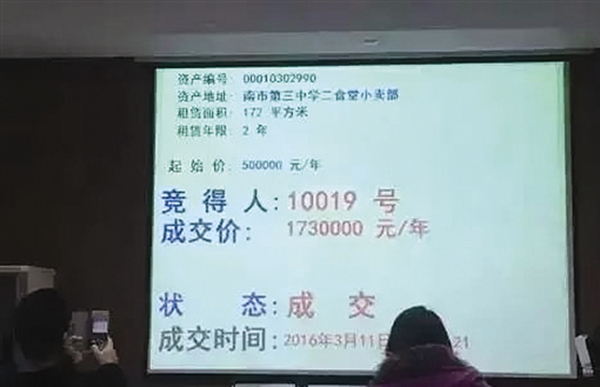 资产编号: 00010302990
资产地址: 南市第三中学二食堂小卖部
租赁面积: 172 平方米
租赁年限: 2 年
起始价: 500000 元/年
竞得人: 10019 号
成交价: 1730000 元/年
状态: 成交
成交时间: 2016年3月11日 21